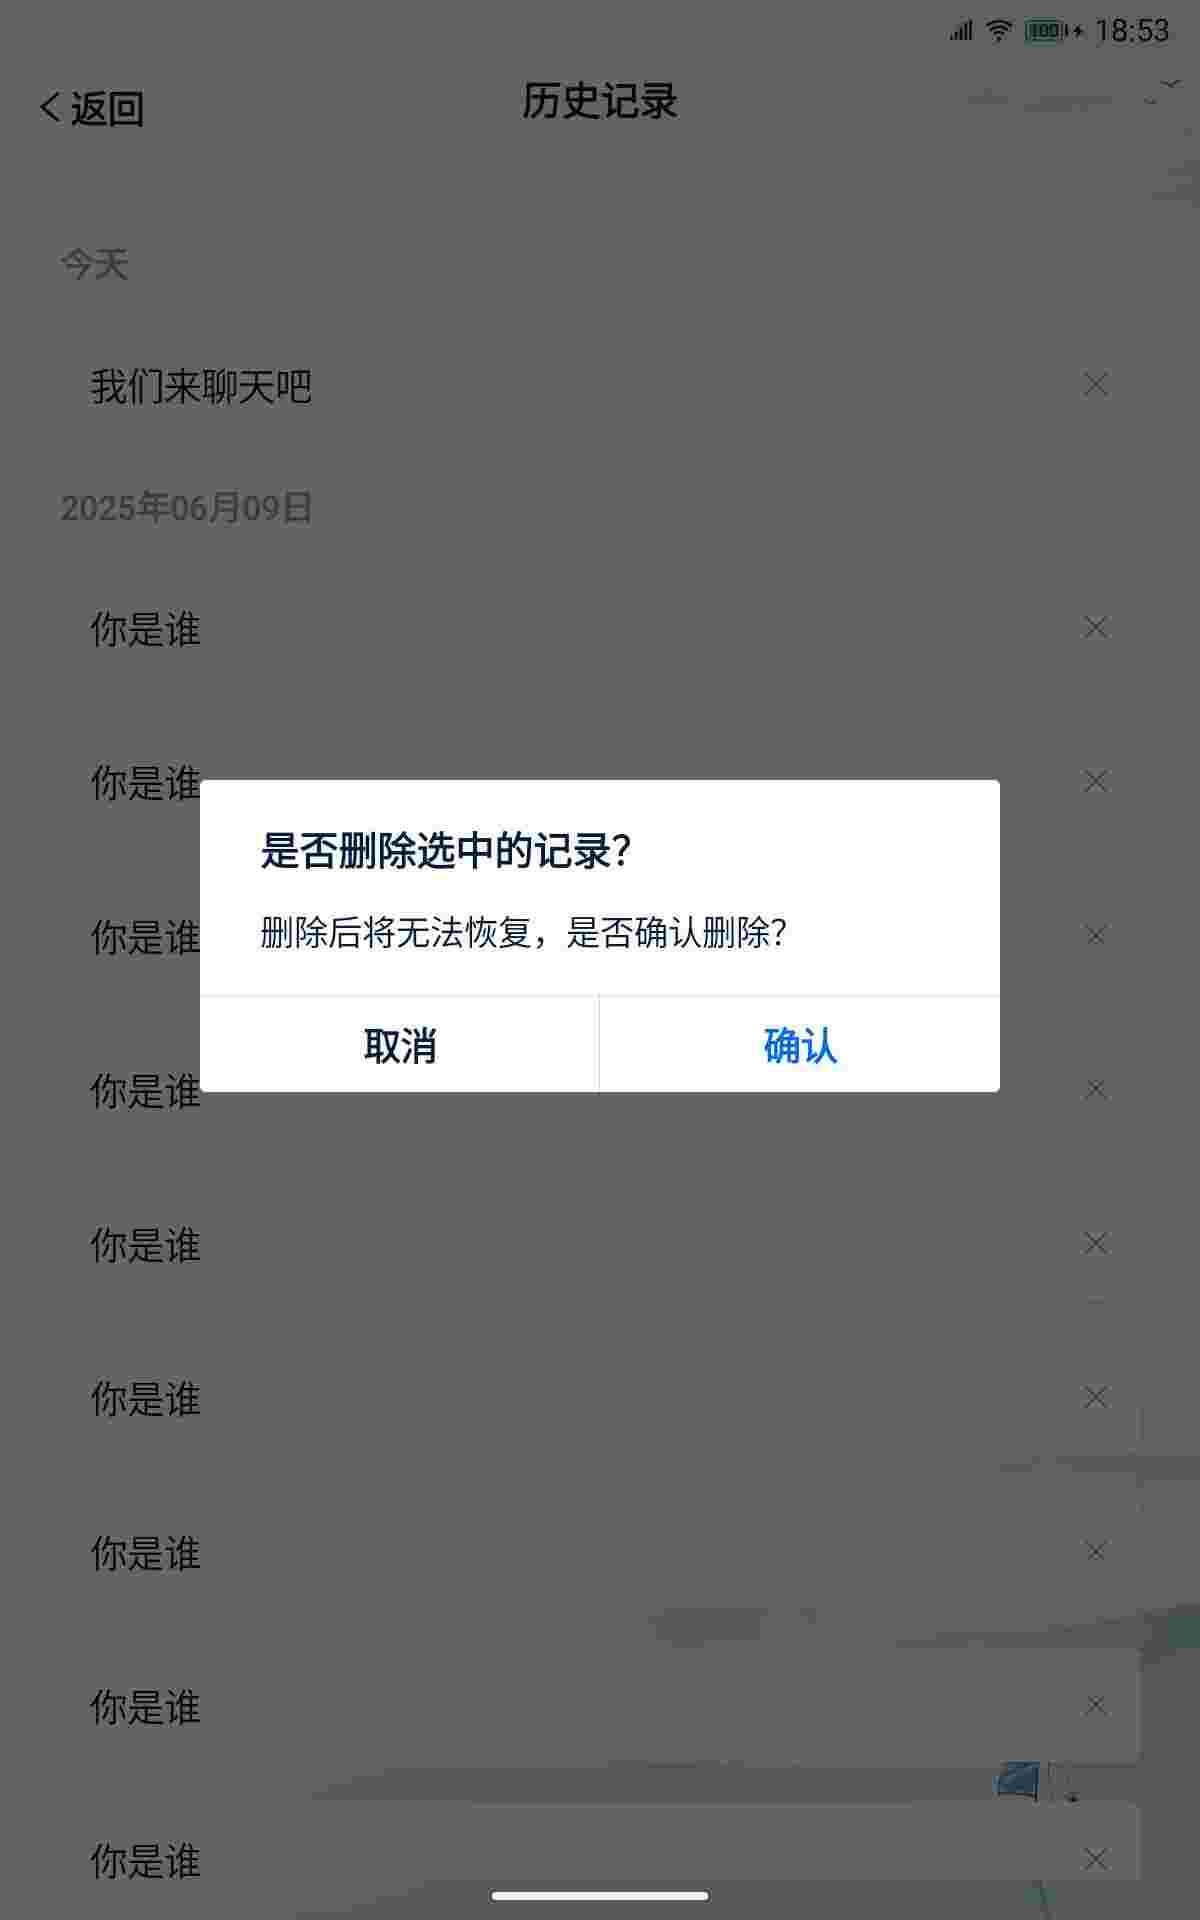 100 18:53
返回
历史记录
今天
我们来聊天吧
2025年06月09日
你是谁
你是谁
是否删除选中的记录?
删除后将无法恢复，是否确认删除?
你是谁
取消
确认
你是谁
你是谁
你是谁
你是谁
你是谁
你是谁